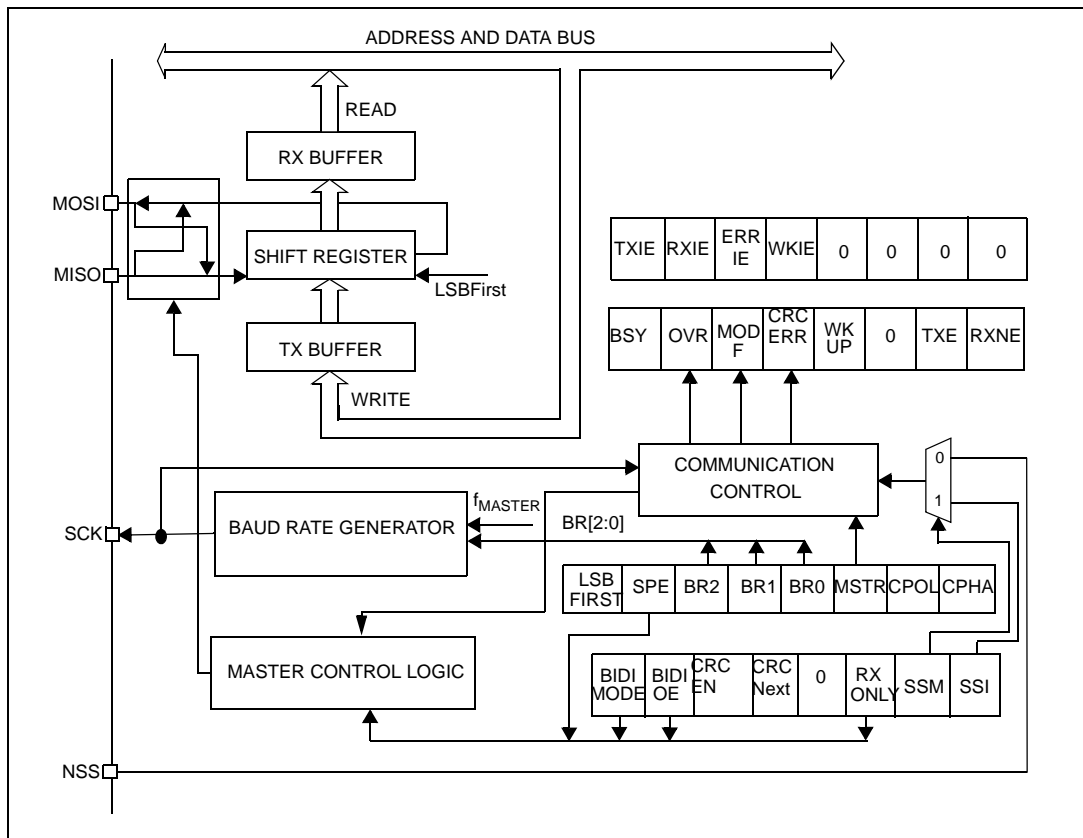 ADDRESS AND DATA BUS
READ
RX BUFFER
MOSI
SHIFT REGISTER
MISO
LSBFirst
TX BUFFER
WRITE
TXIE RXIE ERR IE WKIE 0 0 0 0
BSY OVR MOD F CRC ERR WK UP 0 TXE RXNE
COMMUNICATION
CONTROL
0
1
fMASTER
SCK
BAUD RATE GENERATOR
BR[2:0]
LSB FIRST SPE BR2 BR1 BR0 MSTR CPOL CPHA
MASTER CONTROL LOGIC
BIDI MODE BIDI OE CRC EN CRC Next 0 RX ONLY SSM SSI
NSS